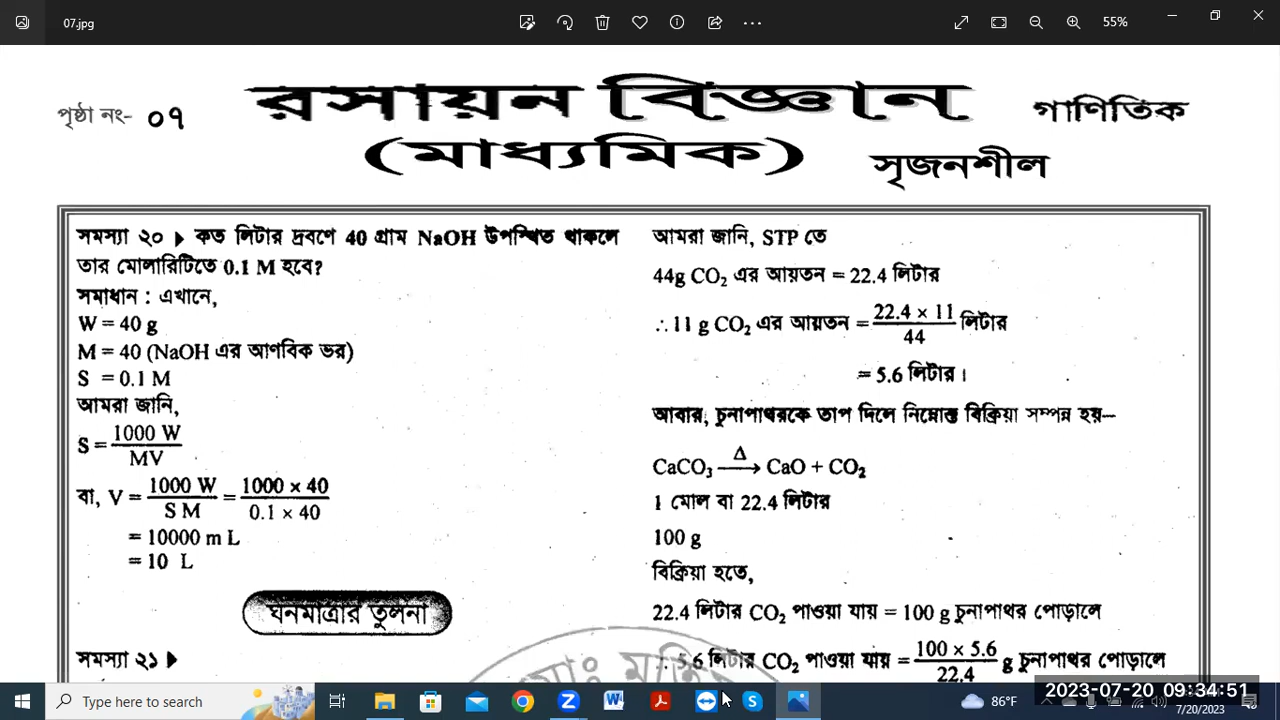 07.jpg
55%
পৃষ্ঠা নং- ০৭
রসায়ন বিজ্ঞান
(মাধ্যমিক)
গাণিতিক
সৃজনশীল
সমস্যা ২০ ▶ কত লিটার দ্রবণে 40 গ্রাম NaOH উপস্থিত থাকলে
তার মোলারিটিতে 0.1 M হবে?
সমাধান : এখানে,
W = 40 g
M = 40 (NaOH এর আণবিক ভর)
S = 0.1 M
আমরা জানি,
S = 1000 W / MV
বা, V = 1000 W / S M = 1000 × 40 / 0.1 × 40
= 10000 m L
= 10 L
ঘনমাত্রার তুলনা
সমস্যা ২১ ▶
আমরা জানি, STP তে
44g CO₂ এর আয়তন = 22.4 লিটার
∴ 11 g CO₂ এর আয়তন = 22.4 × 11 / 44 লিটার
= 5.6 লিটার।
আবার, চুনাপাথরকে তাপ দিলে নিম্নোক্ত বিক্রিয়া সম্পন্ন হয়—
CaCO₃ —Δ→ CaO + CO₂
1 মোল বা 22.4 লিটার
100 g
বিক্রিয়া হতে,
22.4 লিটার CO₂ পাওয়া যায় = 100 g চুনাপাথর পোড়ালে
∴ 5.6 লিটার CO₂ পাওয়া যায় = 100 × 5.6 / 22.4 g চুনাপাথর পোড়ালে
Type here to search
86°F
2023-07-20 09:34:51
7/20/2023